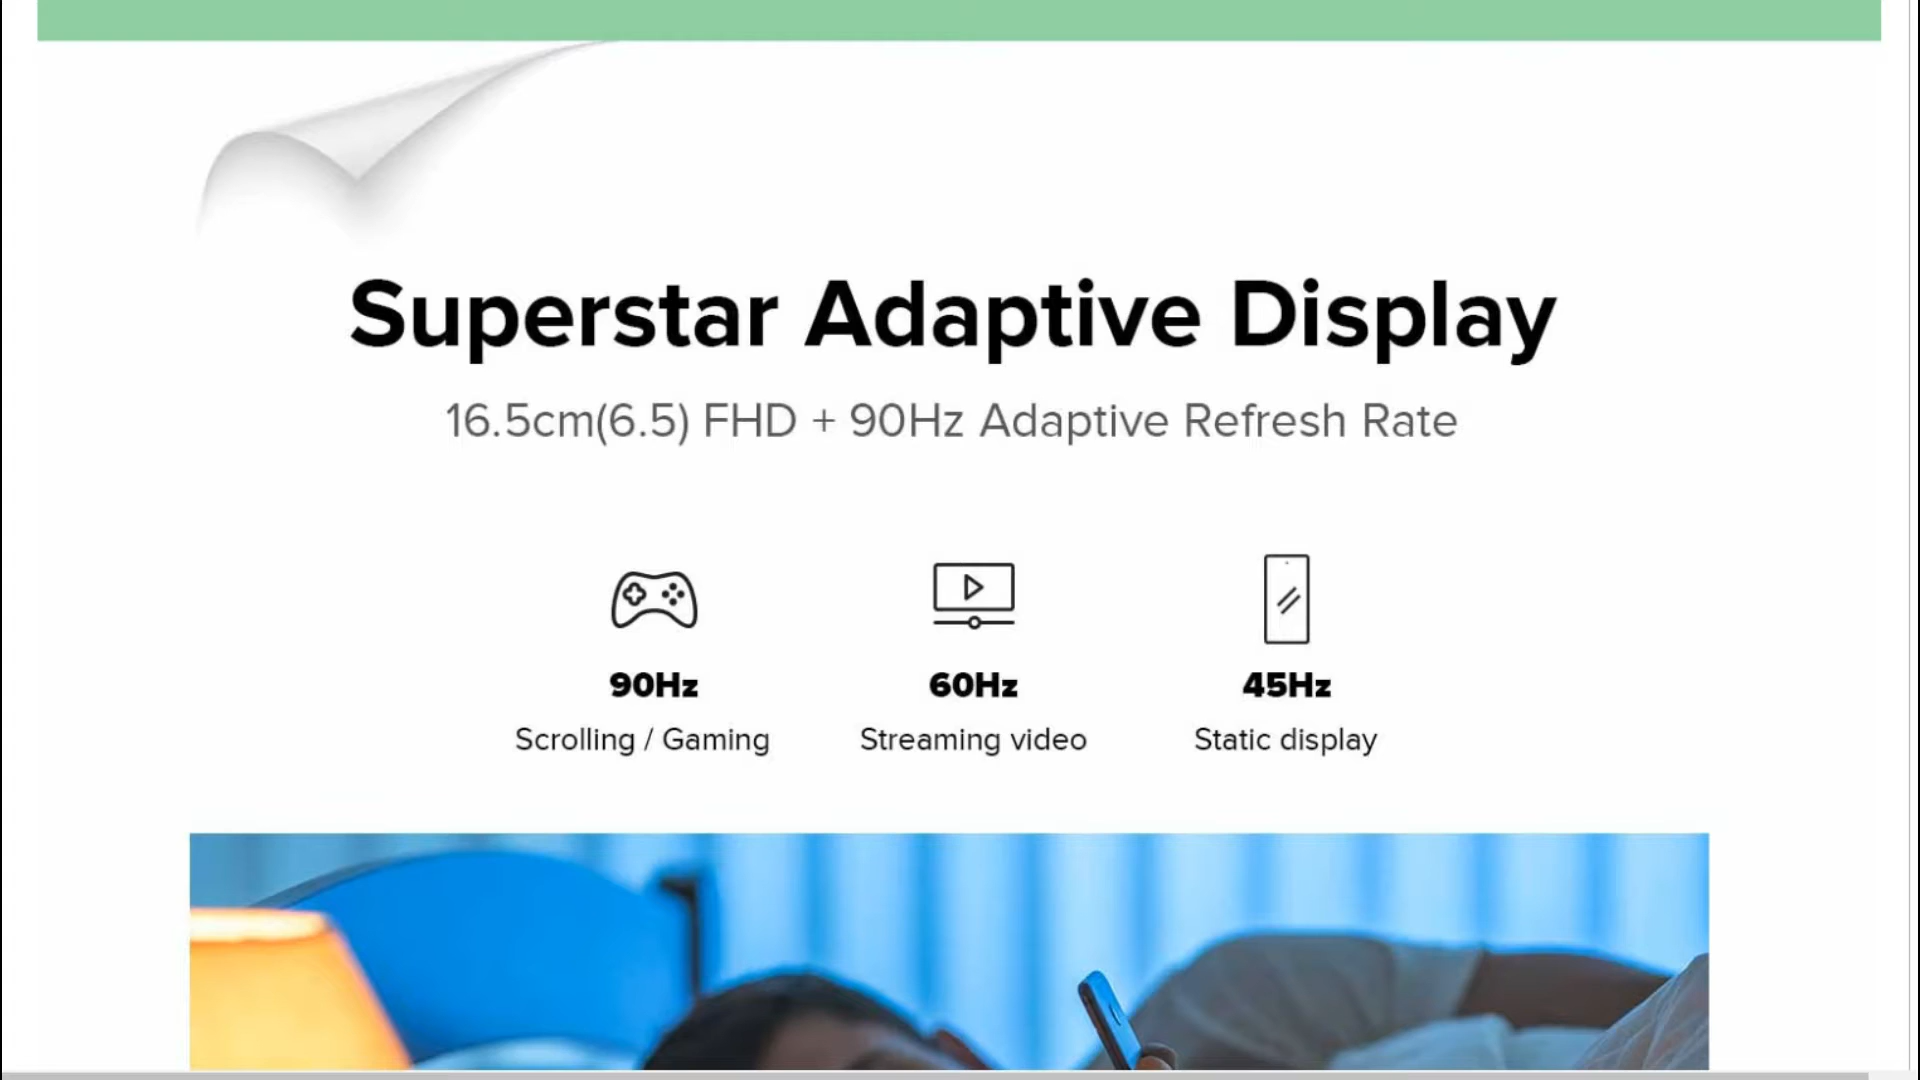 Superstar Adaptive Display
16.5cm(6.5) FHD + 90Hz Adaptive Refresh Rate
90Hz
60Hz
45Hz
Scrolling / Gaming
Streaming video
Static display